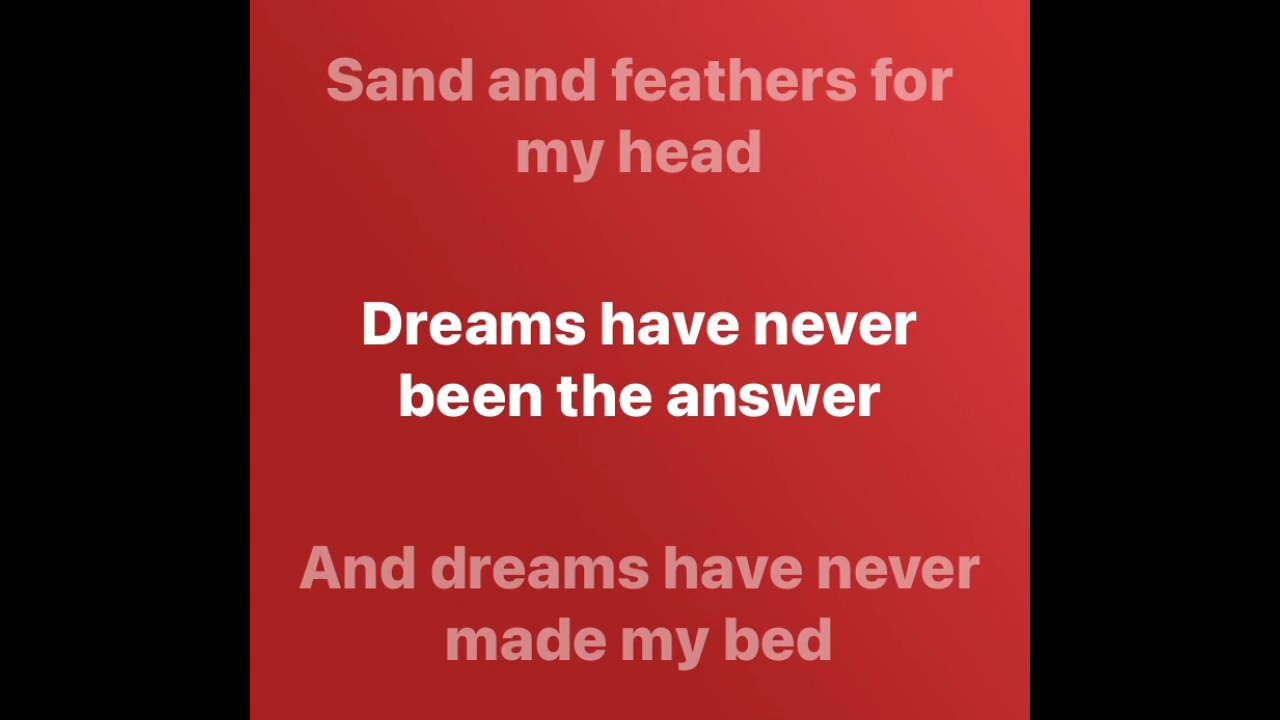 Sand and feathers for
my head
Dreams have never
been the answer
And dreams have never
made my bed